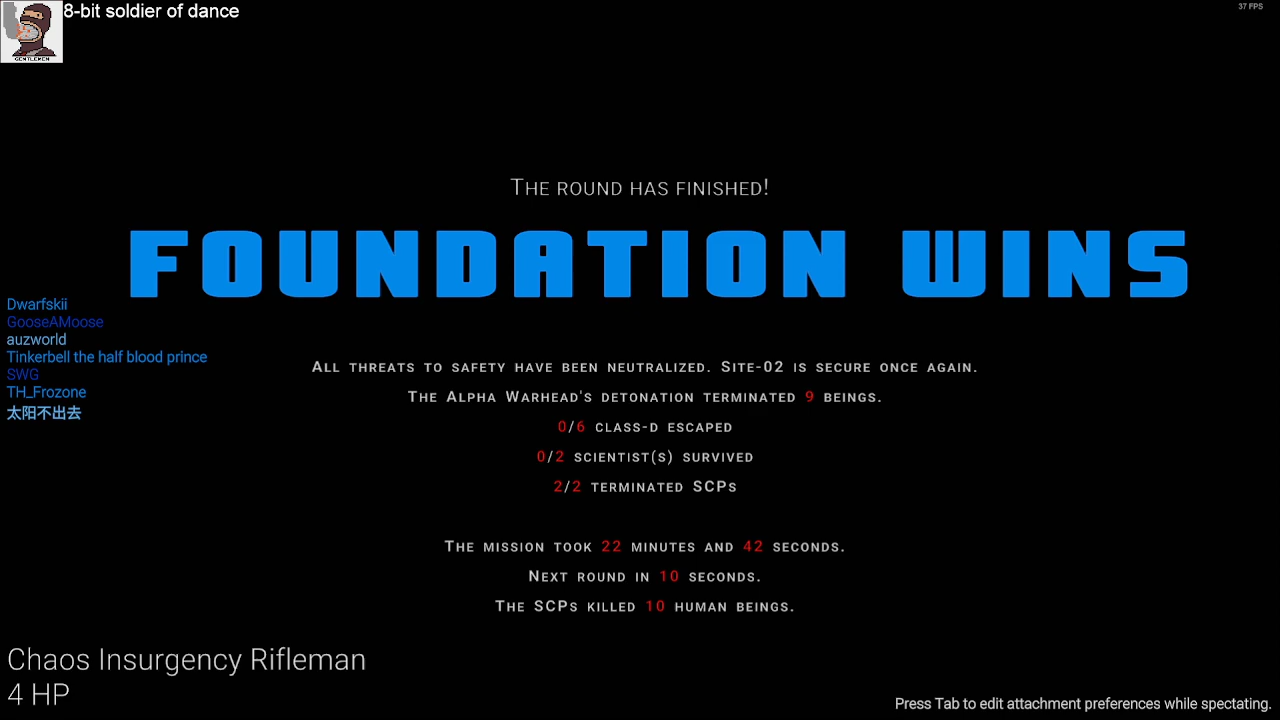 8-bit soldier of dance
37 FPS
GENTLEMEN
THE ROUND HAS FINISHED!
FOUNDATION WINS
Dwarfskii
GooseAMoose
auzworld
Tinkerbell the half blood prince
SWG
TH_Frozone
太阳不出去
ALL THREATS TO SAFETY HAVE BEEN NEUTRALIZED. SITE-02 IS SECURE ONCE AGAIN.
THE ALPHA WARHEAD'S DETONATION TERMINATED 9 BEINGS.
0/6 CLASS-D ESCAPED
0/2 SCIENTIST(S) SURVIVED
2/2 TERMINATED SCPS
THE MISSION TOOK 22 MINUTES AND 42 SECONDS.
NEXT ROUND IN 10 SECONDS.
THE SCPS KILLED 10 HUMAN BEINGS.
Chaos Insurgency Rifleman
4 HP
Press Tab to edit attachment preferences while spectating.